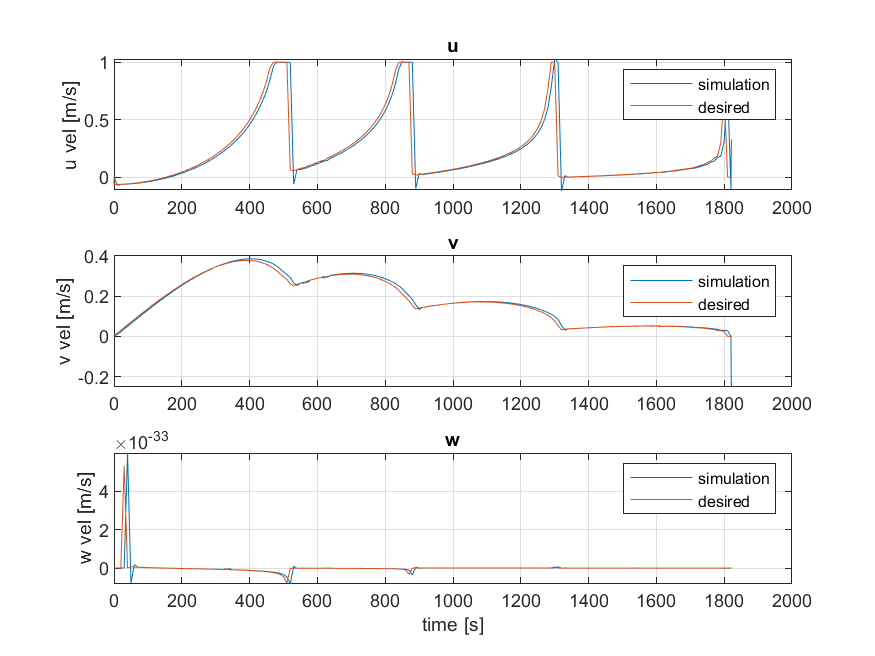 u
u vel [m/s]
1
0.5
0
simulation
desired
0 200 400 600 800 1000 1200 1400 1600 1800 2000
v
v vel [m/s]
0.4
0.2
0
-0.2
simulation
desired
0 200 400 600 800 1000 1200 1400 1600 1800 2000
×10⁻³³
w
w vel [m/s]
4
2
0
simulation
desired
0 200 400 600 800 1000 1200 1400 1600 1800 2000
time [s]